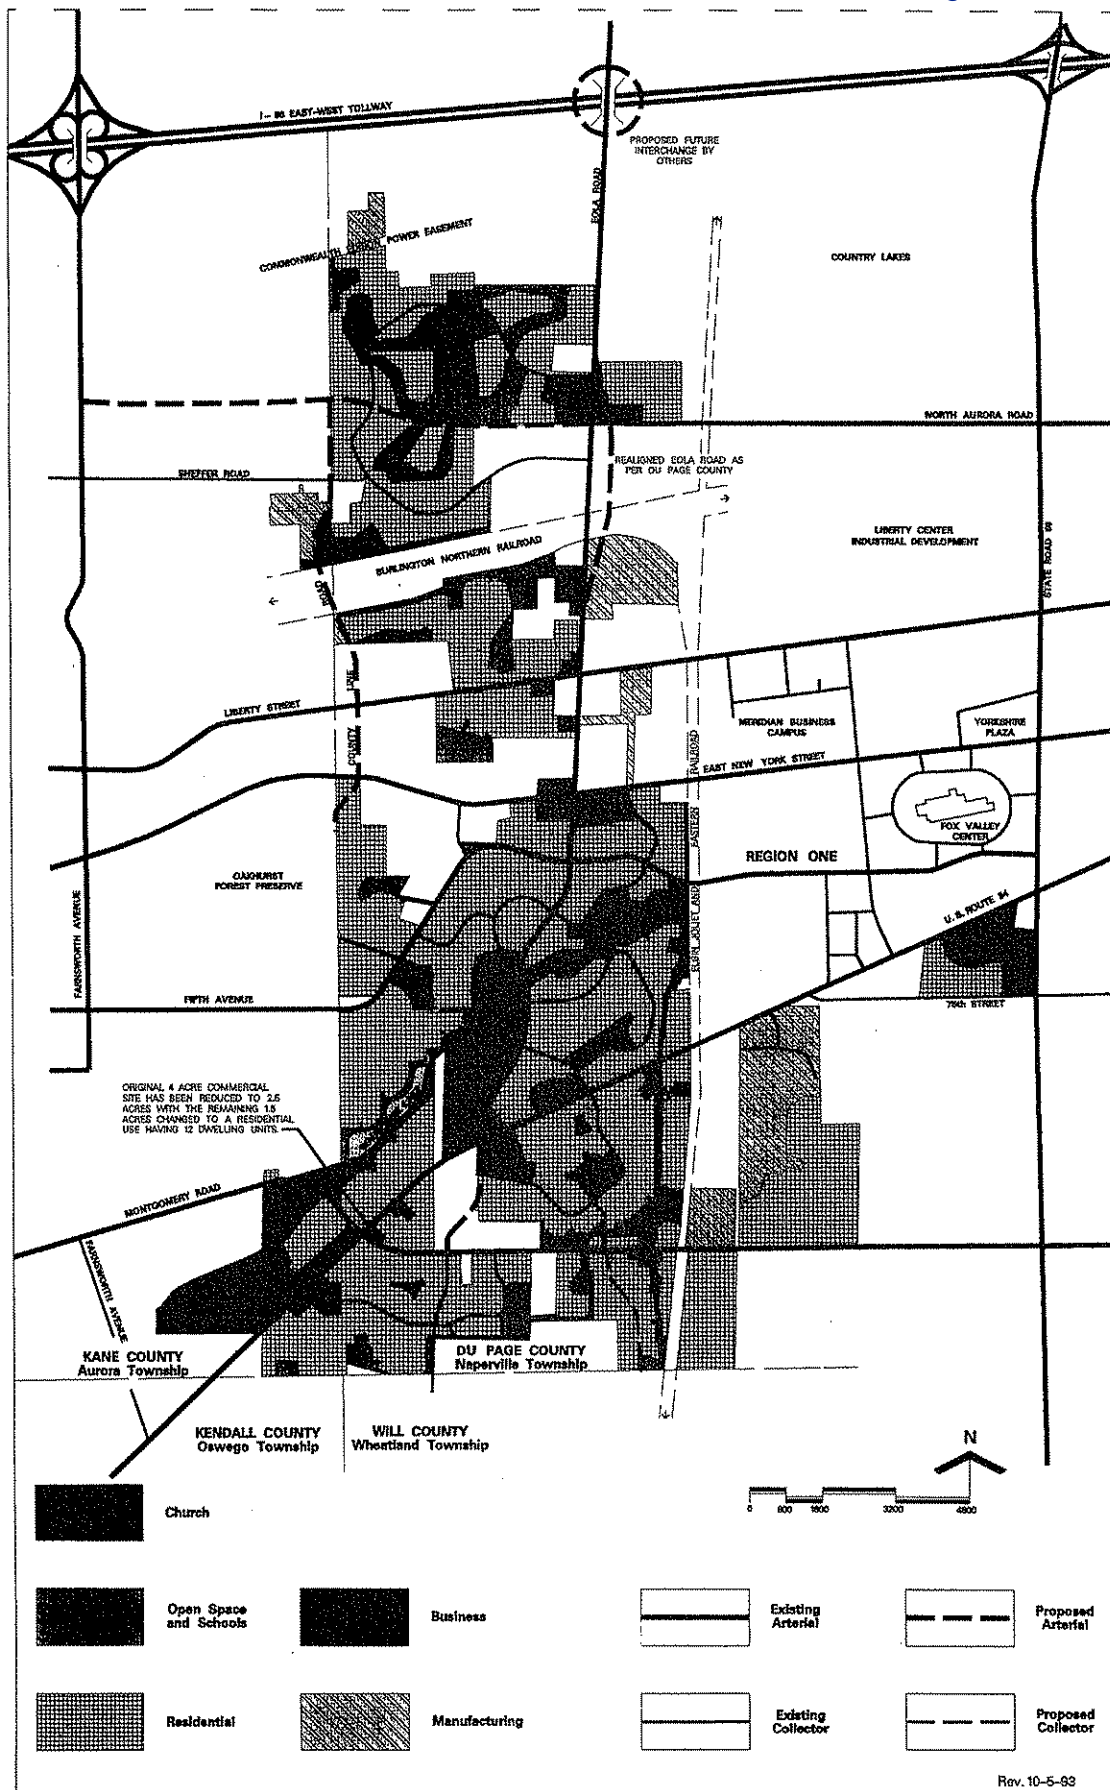 I-88 EAST-WEST TOLLWAY
PROPOSED FUTURE
INTERCHANGE BY
OTHERS
EOLA ROAD
COMMONWEALTH EDISON POWER EASEMENT
COUNTRY LAKES
NORTH AURORA ROAD
SHEFFER ROAD
REALIGNED EOLA ROAD AS
PER DU PAGE COUNTY
BURLINGTON NORTHERN RAILROAD
LIBERTY CENTER
INDUSTRIAL DEVELOPMENT
STATE ROAD 59
COUNTY LINE ROAD
LIBERTY STREET
MERIDIAN BUSINESS
CAMPUS
YORKSHIRE
PLAZA
EAST NEW YORK STREET
FOX VALLEY
CENTER
REGION ONE
OAKHURST
FOREST PRESERVE
ELGIN JOLIET AND EASTERN RAILROAD
U.S. ROUTE 34
FARNSWORTH AVENUE
FIFTH AVENUE
75th STREET
ORIGINAL 4 ACRE COMMERCIAL
SITE HAS BEEN REDUCED TO 2.5
ACRES WITH THE REMAINING 1.5
ACRES CHANGED TO A RESIDENTIAL
USE HAVING 12 DWELLING UNITS.
MONTGOMERY ROAD
FARNSWORTH AVENUE
KANE COUNTY
Aurora Township
DU PAGE COUNTY
Naperville Township
KENDALL COUNTY
Oswego Township
WILL COUNTY
Wheatland Township
N
0 800 1600 3200 4800
Church
Open Space
and Schools
Business
Existing
Arterial
Proposed
Arterial
Residential
Manufacturing
Existing
Collector
Proposed
Collector
Rev. 10-5-93